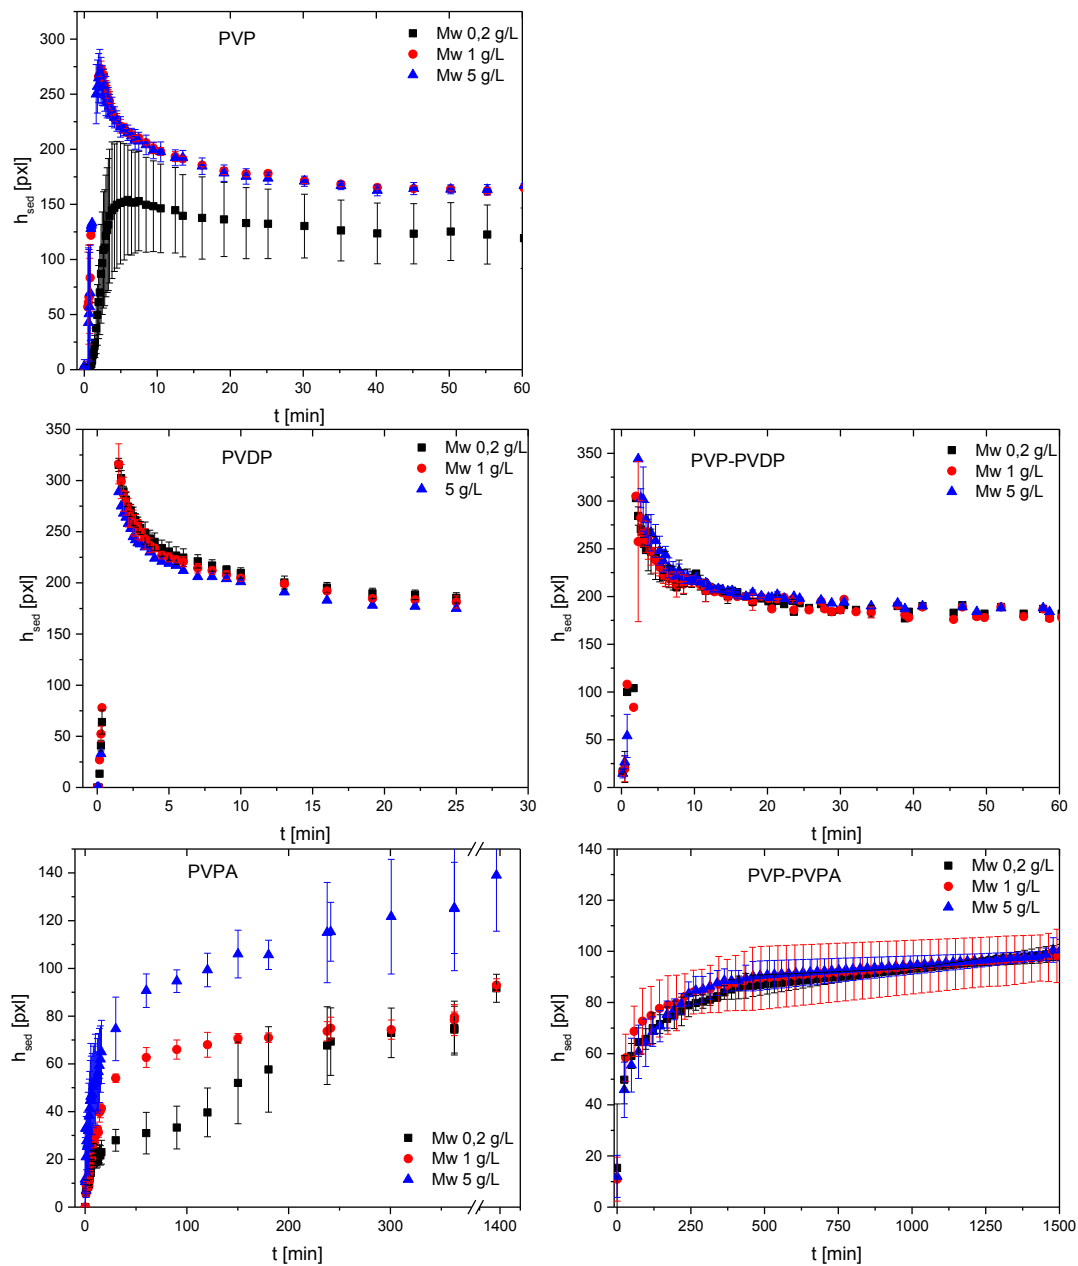 PVP
Mw 0,2 g/L
Mw 1 g/L
Mw 5 g/L
300
250
200
150
100
50
0
h_sed [pxl]
0 10 20 30 40 50 60
t [min]
PVDP
Mw 0,2 g/L
Mw 1 g/L
5 g/L
350
300
250
200
150
100
50
0
h_sed [pxl]
0 5 10 15 20 25 30
t [min]
PVP-PVDP
Mw 0,2 g/L
Mw 1 g/L
Mw 5 g/L
350
300
250
200
150
100
50
0
h_sed [pxl]
0 10 20 30 40 50 60
t [min]
PVPA
140
120
100
80
60
40
20
0
h_sed [pxl]
Mw 0,2 g/L
Mw 1 g/L
Mw 5 g/L
0 100 200 300 1400
t [min]
PVP-PVPA
Mw 0,2 g/L
Mw 1 g/L
Mw 5 g/L
140
120
100
80
60
40
20
0
h_sed [pxl]
0 250 500 750 1000 1250 1500
t [min]